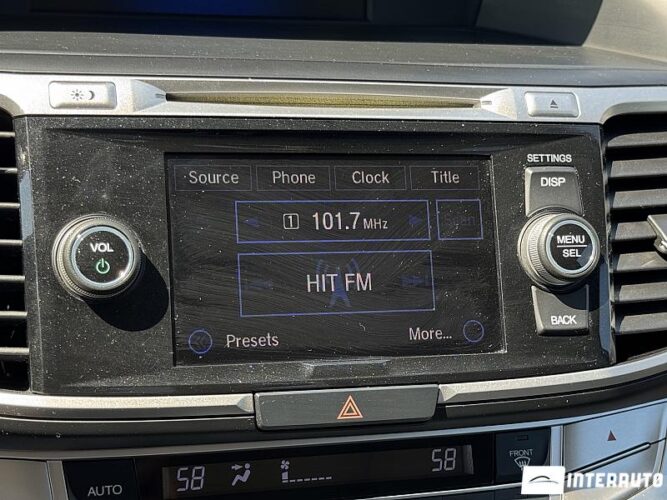 SETTINGS
DISP
Source Phone Clock Title
1 101.7 MHz
VOL
MENU
SEL
HIT FM
BACK
Presets More...
58 58
AUTO
FRONT
INTERAUTO